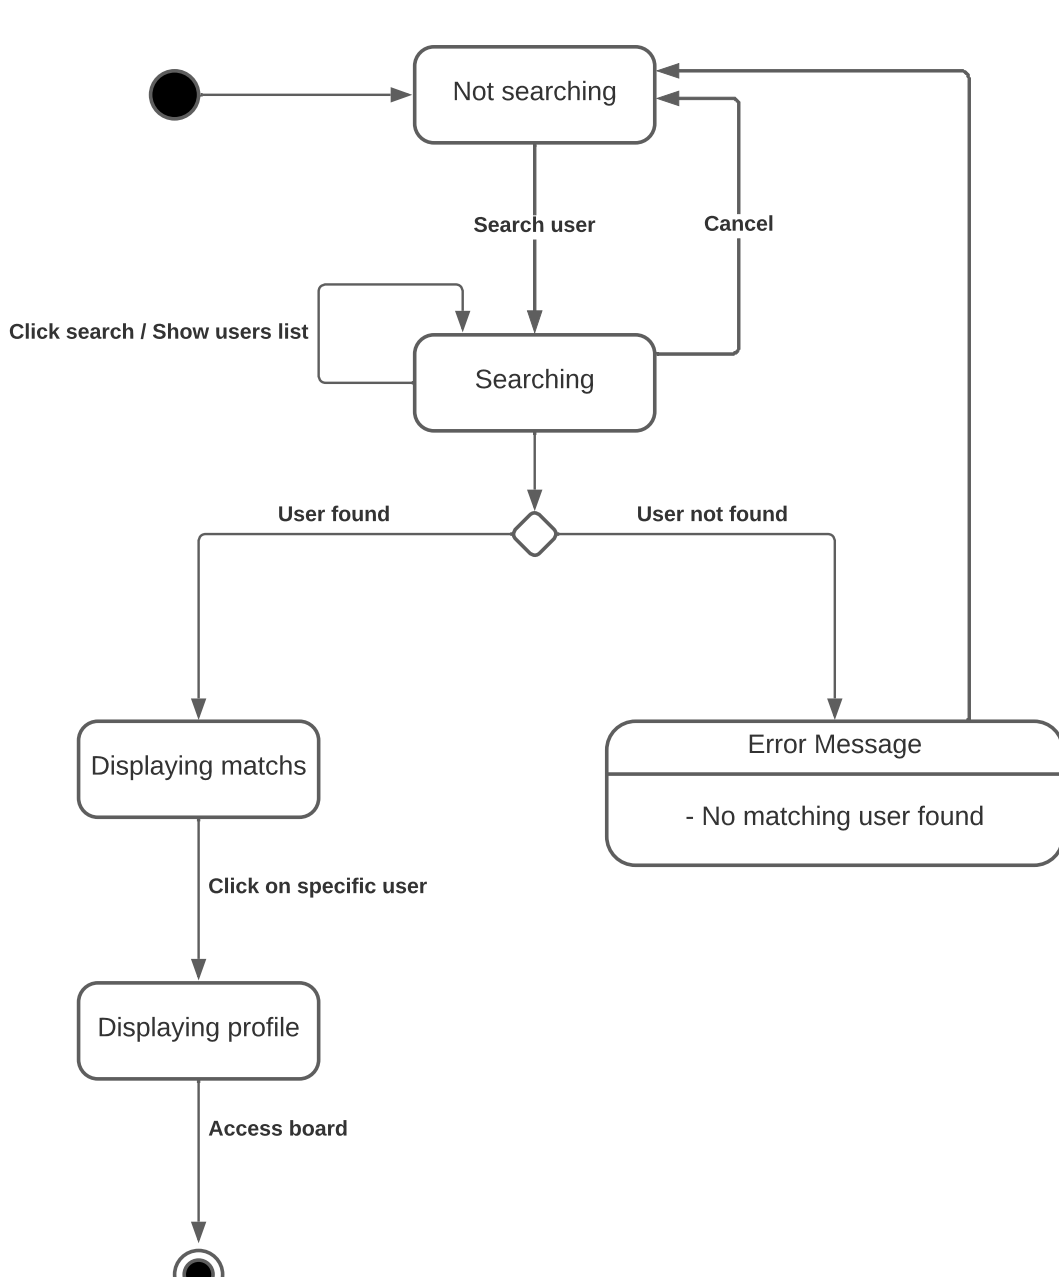 Not searching
Search user
Cancel
Click search / Show users list
Searching
User found
User not found
Displaying matchs
Error Message
- No matching user found
Click on specific user
Displaying profile
Access board